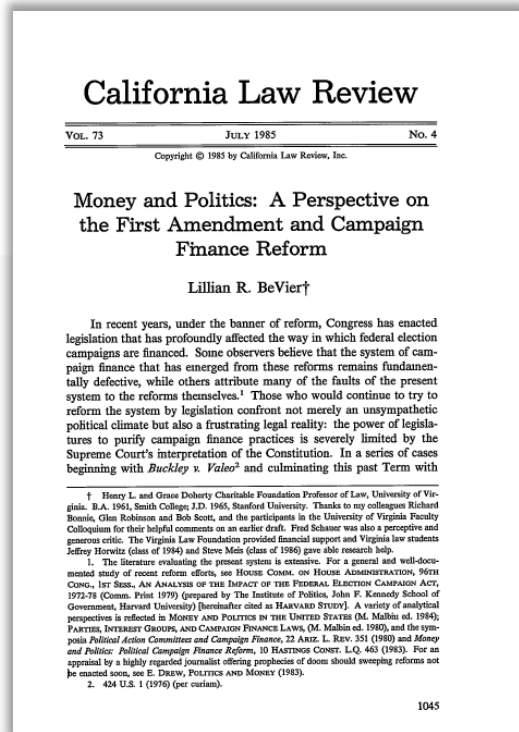 California Law Review
VOL. 73 JULY 1985 No. 4
Copyright © 1985 by California Law Review, Inc.
Money and Politics: A Perspective on
the First Amendment and Campaign
Finance Reform
Lillian R. BeVier†
In recent years, under the banner of reform, Congress has enacted
legislation that has profoundly affected the way in which federal election
campaigns are financed. Some observers believe that the system of cam-
paign finance that has emerged from these reforms remains fundamen-
tally defective, while others attribute many of the faults of the present
system to the reforms themselves.1 Those who would continue to try to
reform the system by legislation confront not merely an unsympathetic
political climate but also a frustrating legal reality: the power of legisla-
tures to purify campaign finance practices is severely limited by the
Supreme Court's interpretation of the Constitution. In a series of cases
beginning with Buckley v. Valeo2 and culminating this past Term with
† Henry L. and Grace Doherty Charitable Foundation Professor of Law, University of Vir-
ginia. B.A. 1961, Smith College; J.D. 1965, Stanford University. Thanks to my colleagues Richard
Bonnie, Glen Robinson and Bob Scott, and the participants in the University of Virginia Faculty
Colloquium for their helpful comments on an earlier draft. Fred Schauer was also a perceptive and
generous critic. The Virginia Law Foundation provided financial support and Virginia law students
Jeffrey Horwitz (class of 1984) and Steve Meis (class of 1986) gave able research help.
1. The literature evaluating the present system is extensive. For a general and well-docu-
mented study of recent reform efforts, see HOUSE COMM. ON HOUSE ADMINISTRATION, 96TH
CONG., 1ST SESS., AN ANALYSIS OF THE IMPACT OF THE FEDERAL ELECTION CAMPAIGN ACT,
1972-78 (Comm. Print 1979) (prepared by The Institute of Politics, John F. Kennedy School of
Government, Harvard University) [hereinafter cited as HARVARD STUDY]. A variety of analytical
perspectives is reflected in MONEY AND POLITICS IN THE UNITED STATES (M. Malbin ed. 1984);
PARTIES, INTEREST GROUPS, AND CAMPAIGN FINANCE LAWS, (M. Malbin ed. 1980), and the sym-
posia Political Action Committees and Campaign Finance, 22 ARIZ. L. REV. 351 (1980) and Money
and Politics: Political Campaign Finance Reform, 10 HASTINGS CONST. L.Q. 463 (1983). For an
appraisal by a highly regarded journalist offering prophecies of doom should sweeping reforms not
be enacted soon, see E. DREW, POLITICS AND MONEY (1983).
2. 424 U.S. 1 (1976) (per curiam).
1045